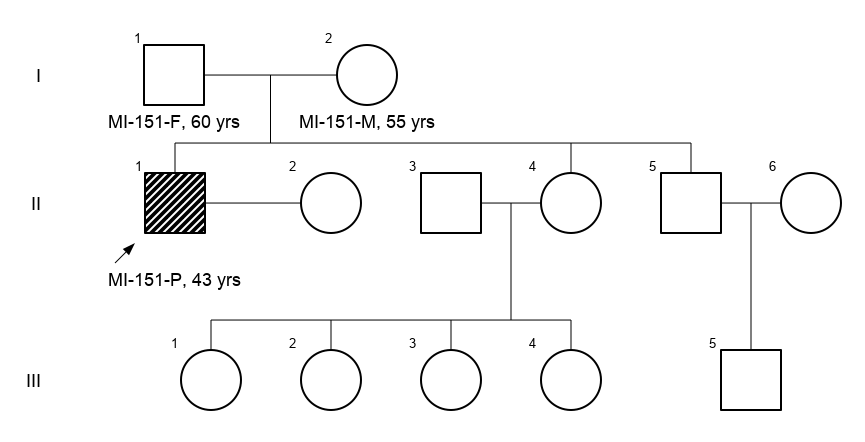 1 2
I
MI-151-F, 60 yrs MI-151-M, 55 yrs
1 2 3 4 5 6
II
MI-151-P, 43 yrs
1 2 3 4 5
III